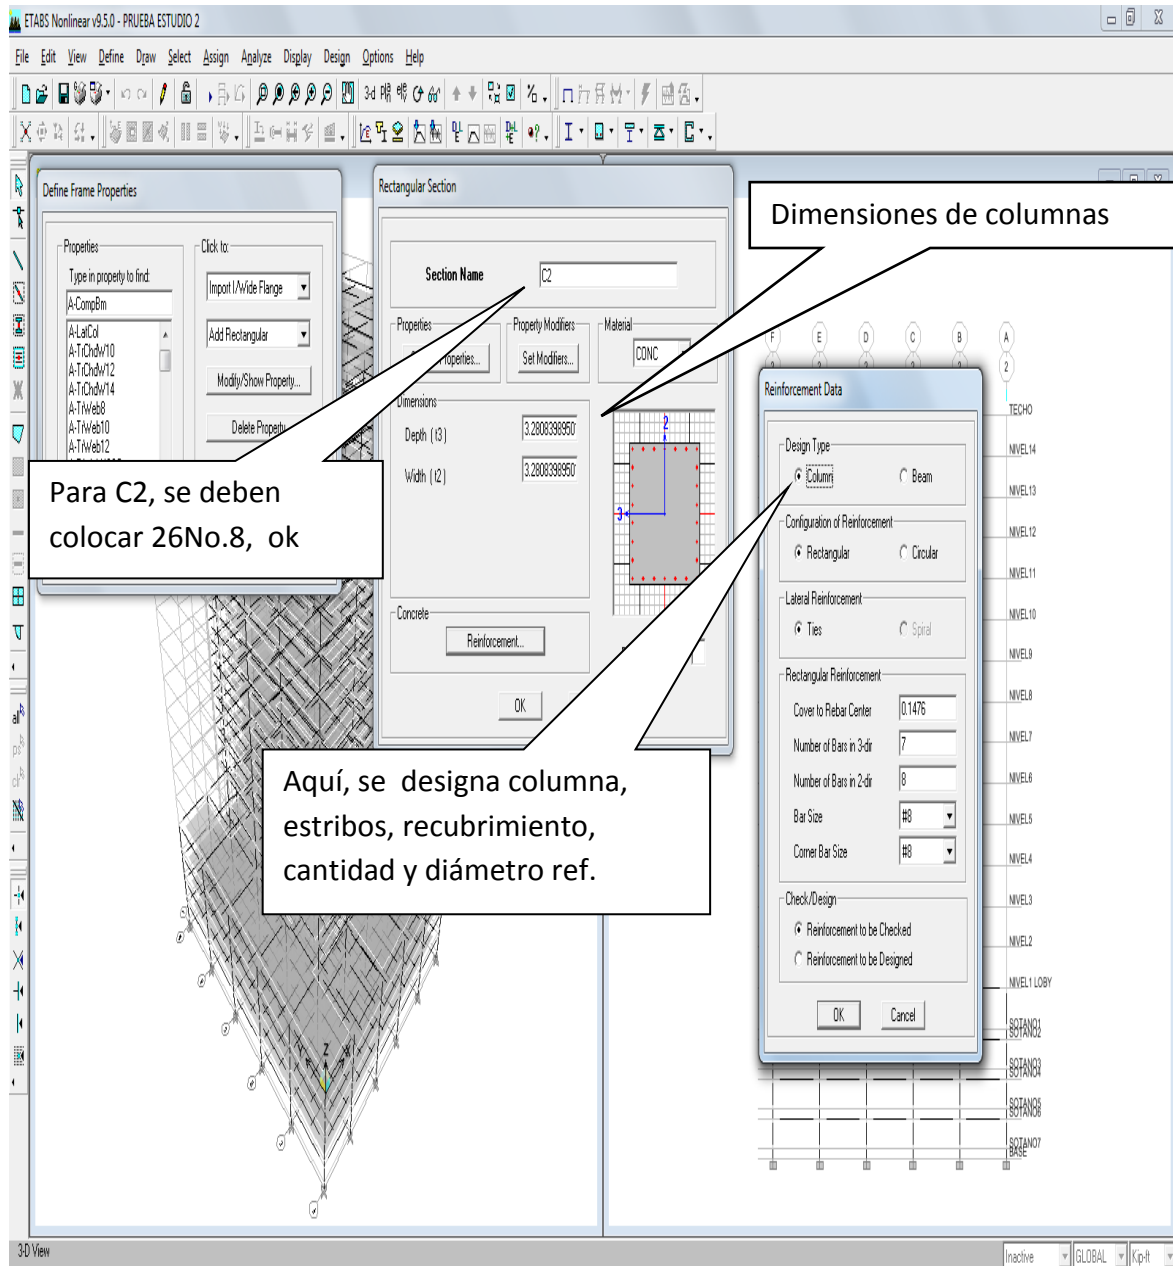 ETABS Nonlinear v9.5.0 - PRUEBA ESTUDIO 2
File Edit View Define Draw Select Assign Analyze Display Design Options Help
3-d
Define Frame Properties
Properties
Type in property to find:
A-CompBm
A-LatCol
A-TrChdW10
A-TrChdW12
A-TrChdW14
A-TrWeb8
A-TrWeb10
A-TrWeb12
Click to:
Import I/Wide Flange
Add Rectangular
Modify/Show Property...
Delete Property
Rectangular Section
Section Name
C2
Properties
Properties...
Property Modifiers
Set Modifiers...
Material
CONC
Dimensions
Depth ( t3 )
3.2808398950
Width ( t2 )
3.2808398950
2
3
Concrete
Reinforcement...
OK
Dimensiones de columnas
Para C2, se deben
colocar 26No.8, ok
Aquí, se designa columna,
estribos, recubrimiento,
cantidad y diámetro ref.
F E D C B A
2
Reinforcement Data
Design Type
Column
Beam
Configuration of Reinforcement
Rectangular
Circular
Lateral Reinforcement
Ties
Spiral
Rectangular Reinforcement
Cover to Rebar Center
0.1476
Number of Bars in 3-dir
7
Number of Bars in 2-dir
8
Bar Size
#8
Corner Bar Size
#8
Check/Design
Reinforcement to be Checked
Reinforcement to be Designed
OK
Cancel
TECHO
NIVEL14
NIVEL13
NIVEL12
NIVEL11
NIVEL10
NIVEL9
NIVEL8
NIVEL7
NIVEL6
NIVEL5
NIVEL4
NIVEL3
NIVEL2
NIVEL1 LOBY
SOTANO1
SOTANO2
SOTANO3
SOTANO4
SOTANO5
SOTANO6
SOTANO7
BASE
Z
all
ps
clr
3-D View
Inactive
GLOBAL
Kip-ft